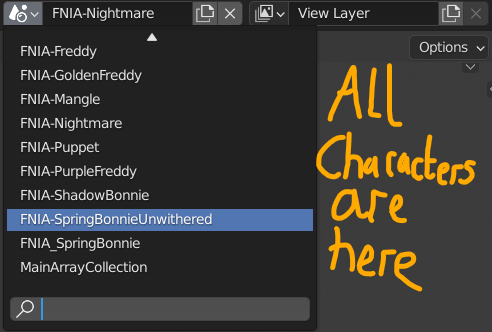 FNIA-Nightmare
View Layer
Options
FNIA-Freddy
FNIA-GoldenFreddy
FNIA-Mangle
FNIA-Nightmare
FNIA-Puppet
FNIA-PurpleFreddy
FNIA-ShadowBonnie
FNIA-SpringBonnieUnwithered
FNIA_SpringBonnie
MainArrayCollection
All
Characters
are
here